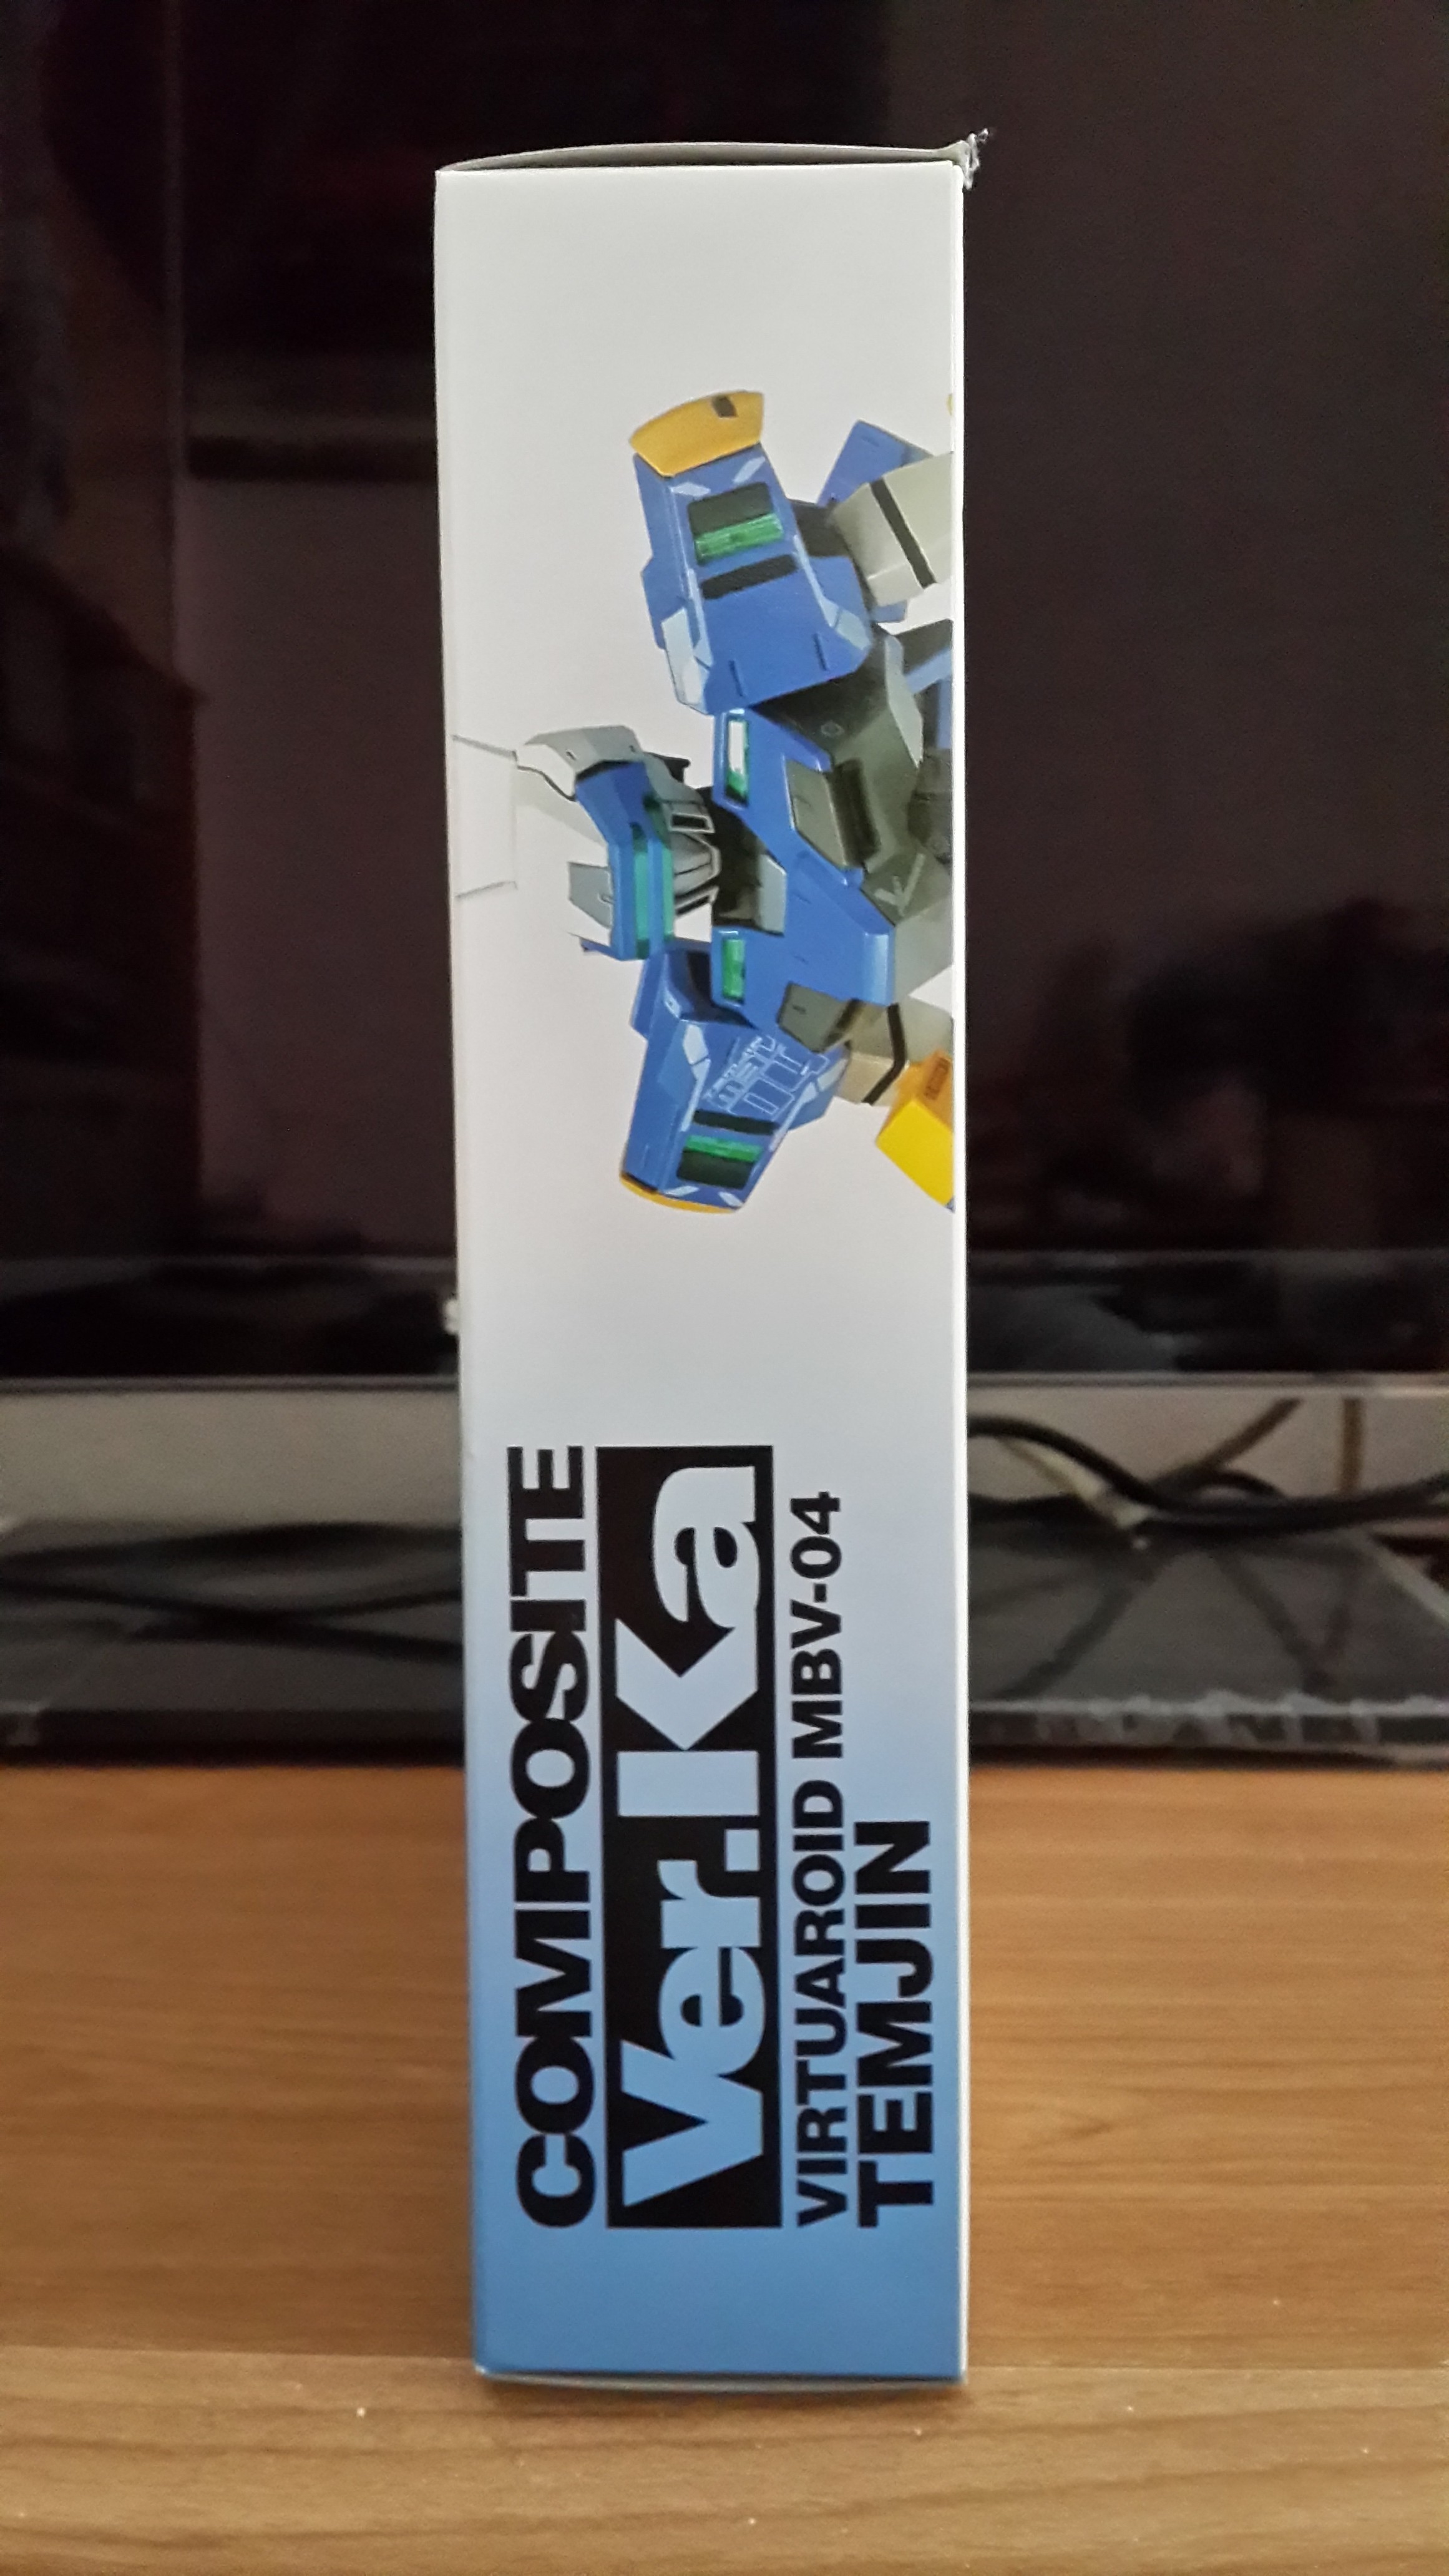 COMPOSITE
Ver.Ka
VIRTUAROID MBV-04
TEMJIN